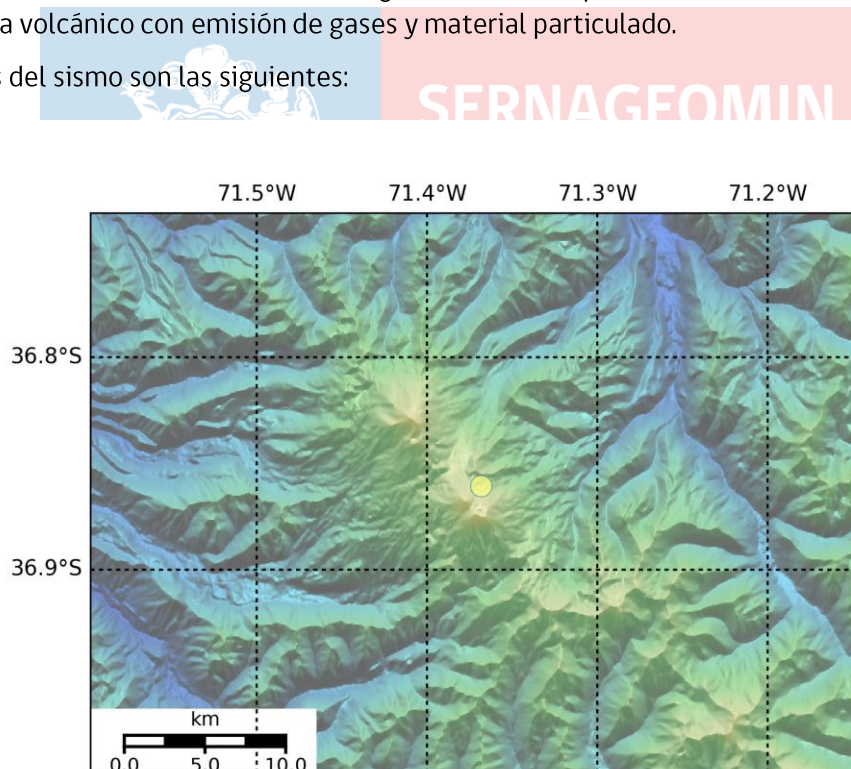 a volcánico con emisión de gases y material particulado.
s del sismo son las siguientes:
SERNAGEOMIN
71.5°W 71.4°W 71.3°W 71.2°W
36.8°S
36.9°S
km
0.0 5.0 10.0